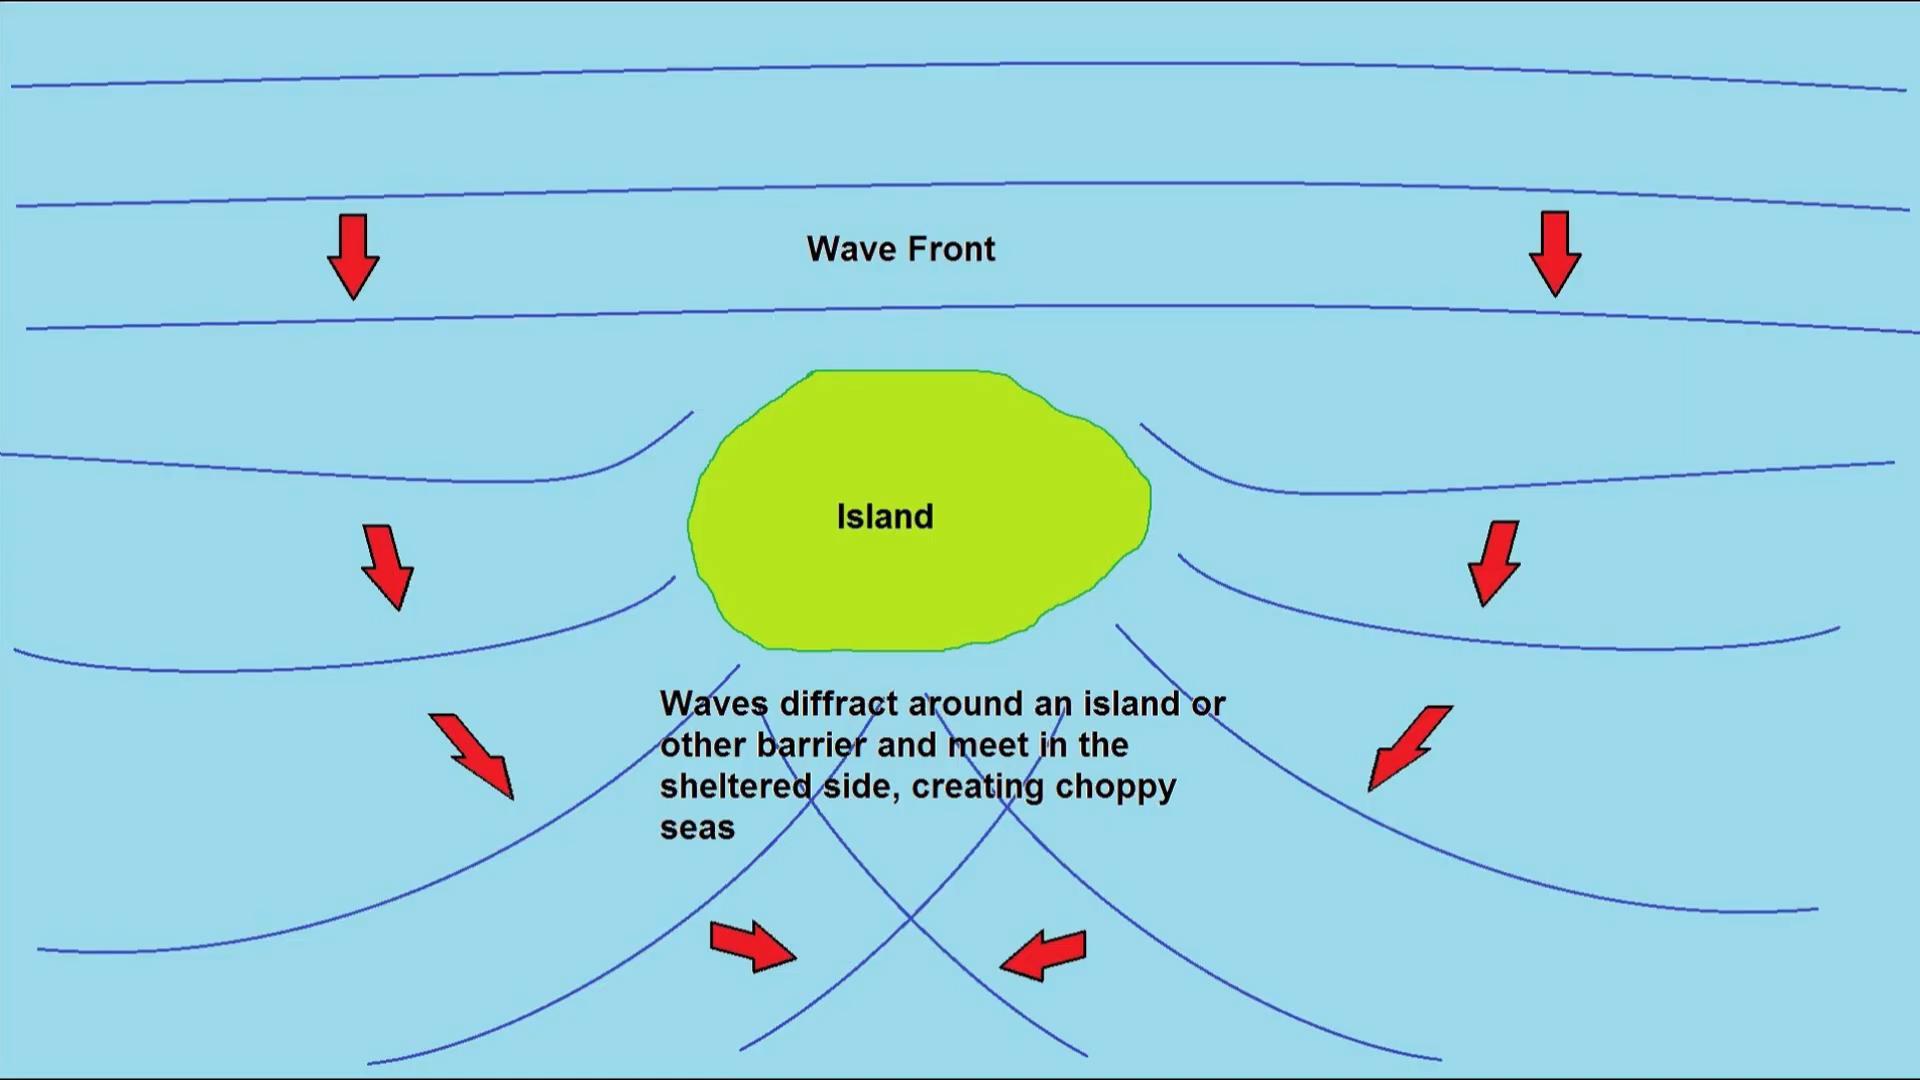 Wave Front
Island
Waves diffract around an island or
other barrier and meet in the
sheltered side, creating choppy
seas